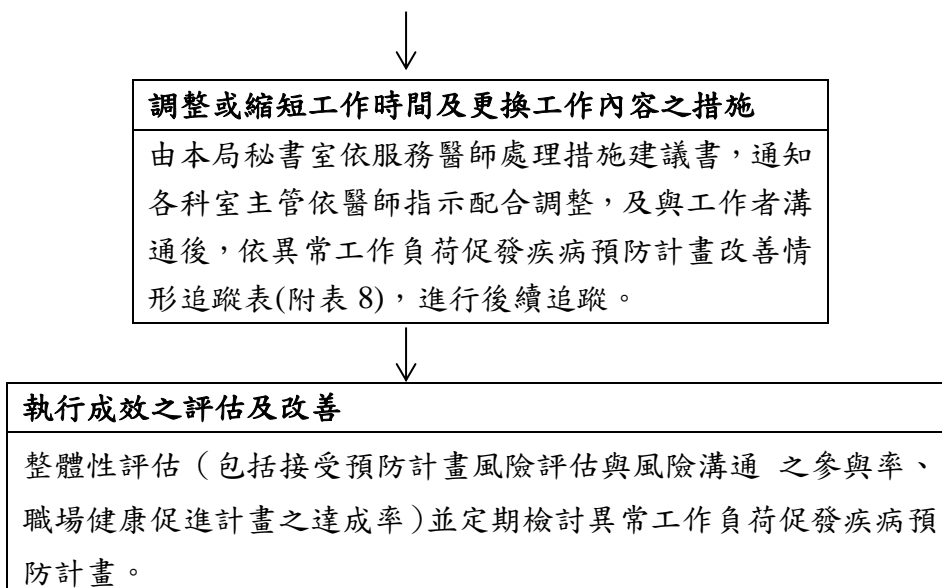 調整或縮短工作時間及更換工作內容之措施
由本局秘書室依服務醫師處理措施建議書，通知
各科室主管依醫師指示配合調整，及與工作者溝
通後，依異常工作負荷促發疾病預防計畫改善情
形追蹤表(附表 8)，進行後續追蹤。
執行成效之評估及改善
整體性評估（包括接受預防計畫風險評估與風險溝通 之參與率、
職場健康促進計畫之達成率)並定期檢討異常工作負荷促發疾病預
防計畫。